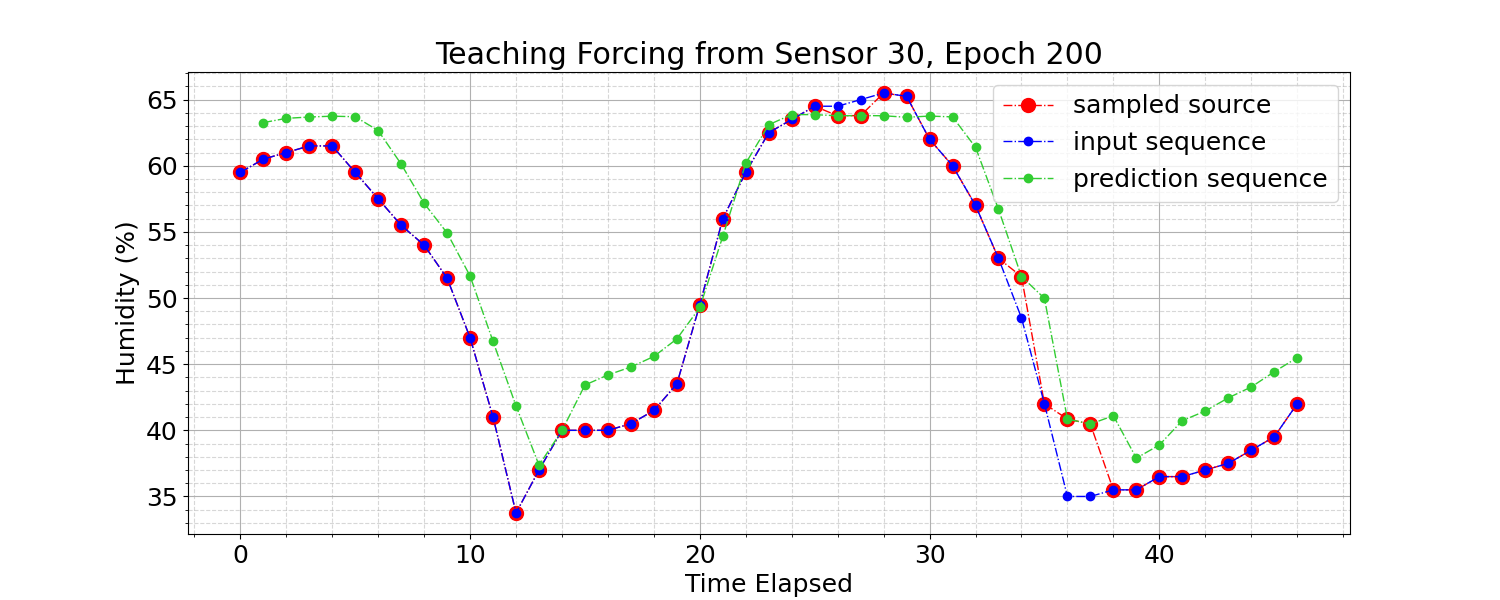 Teaching Forcing from Sensor 30, Epoch 200
65
60
55
50
45
40
35
Humidity (%)
sampled source
input sequence
prediction sequence
0 10 20 30 40
Time Elapsed